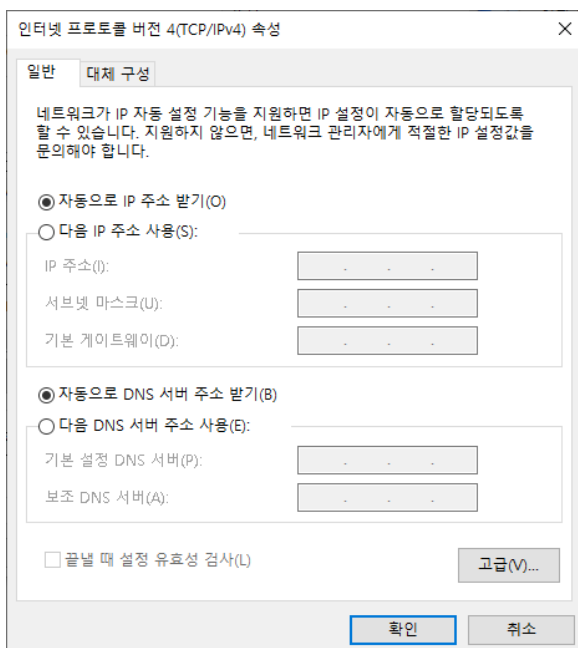 인터넷 프로토콜 버전 4(TCP/IPv4) 속성
일반
대체 구성
네트워크가 IP 자동 설정 기능을 지원하면 IP 설정이 자동으로 할당되도록
할 수 있습니다. 지원하지 않으면, 네트워크 관리자에게 적절한 IP 설정값을
문의해야 합니다.
자동으로 IP 주소 받기(O)
다음 IP 주소 사용(S):
IP 주소(I):
서브넷 마스크(U):
기본 게이트웨이(D):
자동으로 DNS 서버 주소 받기(B)
다음 DNS 서버 주소 사용(E):
기본 설정 DNS 서버(P):
보조 DNS 서버(A):
끝낼 때 설정 유효성 검사(L)
고급(V)...
확인
취소